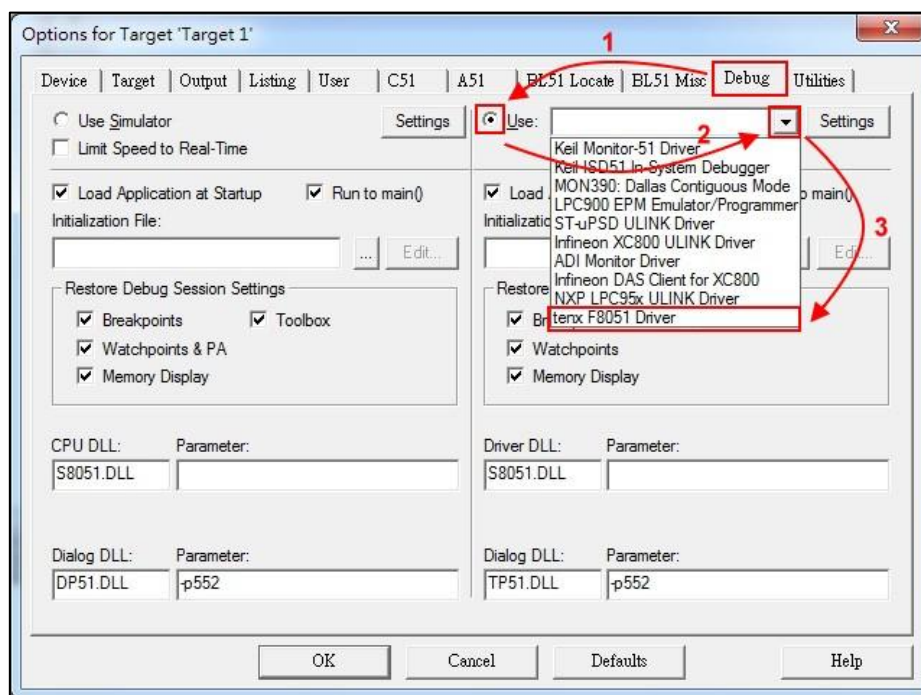 Options for Target 'Target 1'
1
Device Target Output Listing User C51 A51 BL51 Locate BL51 Misc Debug Utilities
Use Simulator Settings Use: 2 Settings
Limit Speed to Real-Time
Keil Monitor-51 Driver
Keil ISD51 In-System Debugger
MON390: Dallas Contiguous Mode
LPC900 EPM Emulator/Programmer
ST-uPSD ULINK Driver
Infineon XC800 ULINK Driver
ADI Monitor Driver
Infineon DAS Client for XC800
NXP LPC95x ULINK Driver
tenx F8051 Driver
3
Load Application at Startup Run to main() Load main()
Initialization File: Initializatio
... Edit... Edit...
Restore Debug Session Settings Restore
Breakpoints Toolbox Br
Watchpoints & PA Watchpoints
Memory Display Memory Display
CPU DLL: Parameter: Driver DLL: Parameter:
S8051.DLL S8051.DLL
Dialog DLL: Parameter: Dialog DLL: Parameter:
DP51.DLL -p552 TP51.DLL -p552
OK Cancel Defaults Help